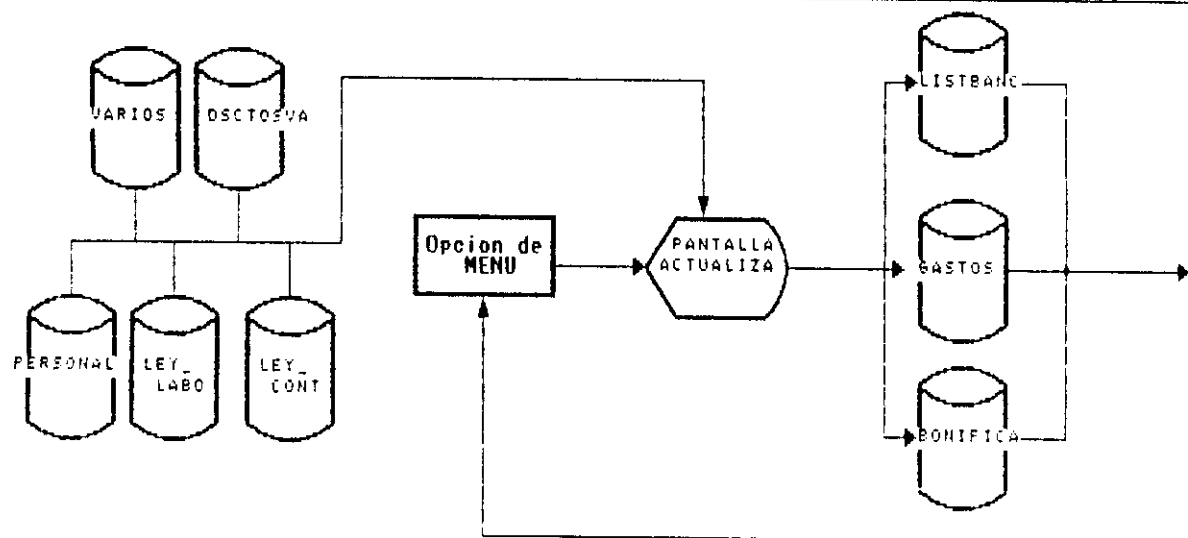 VARIOS
DSCTOSVA
LISTBANC
Opcion de
MENU
PANTALLA
ACTUALIZA
GASTOS
PERSONAL
LEY_
LABO
LEY_
CONT
BONIFICA